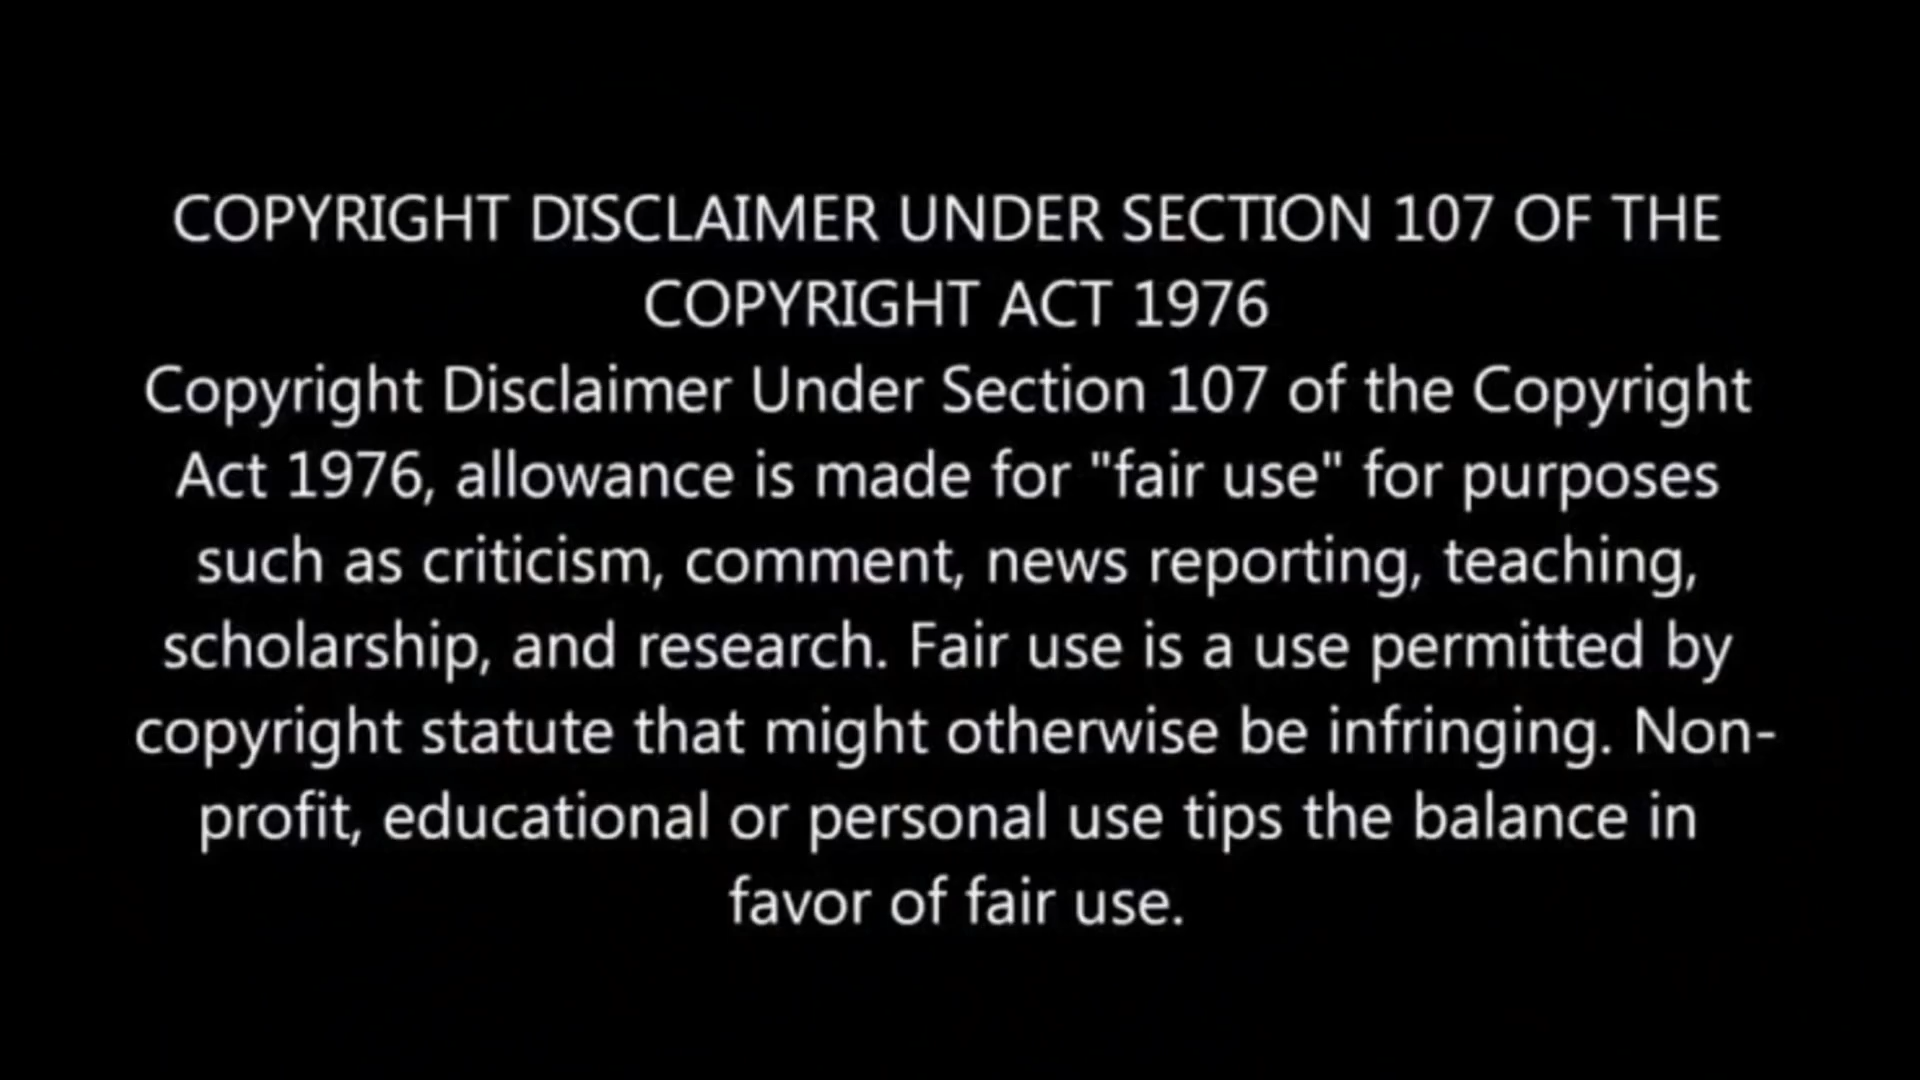 COPYRIGHT DISCLAIMER UNDER SECTION 107 OF THE
COPYRIGHT ACT 1976
Copyright Disclaimer Under Section 107 of the Copyright
Act 1976, allowance is made for "fair use" for purposes
such as criticism, comment, news reporting, teaching,
scholarship, and research. Fair use is a use permitted by
copyright statute that might otherwise be infringing. Non-
profit, educational or personal use tips the balance in
favor of fair use.